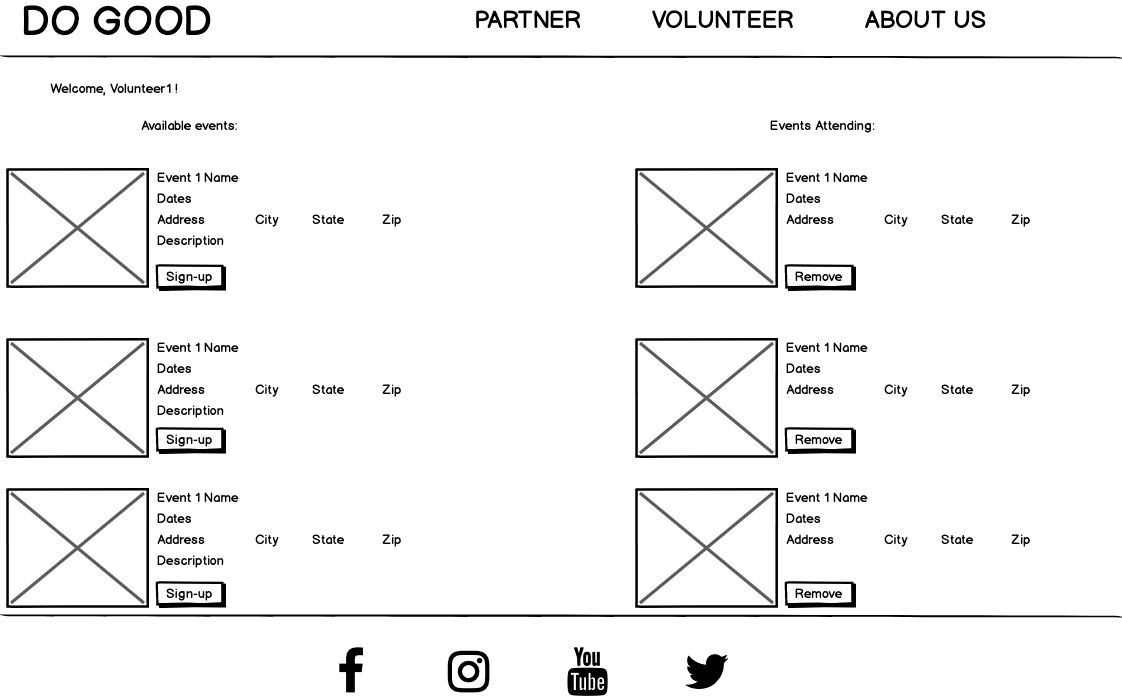 DO GOOD PARTNER VOLUNTEER ABOUT US
Welcome, Volunteer1 !
Available events:
Event 1 Name
Dates
Address City State Zip
Description
Sign-up
Event 1 Name
Dates
Address City State Zip
Description
Sign-up
Event 1 Name
Dates
Address City State Zip
Description
Sign-up
Events Attending:
Event 1 Name
Dates
Address City State Zip
Remove
Event 1 Name
Dates
Address City State Zip
Remove
Event 1 Name
Dates
Address City State Zip
Remove
You
Tube